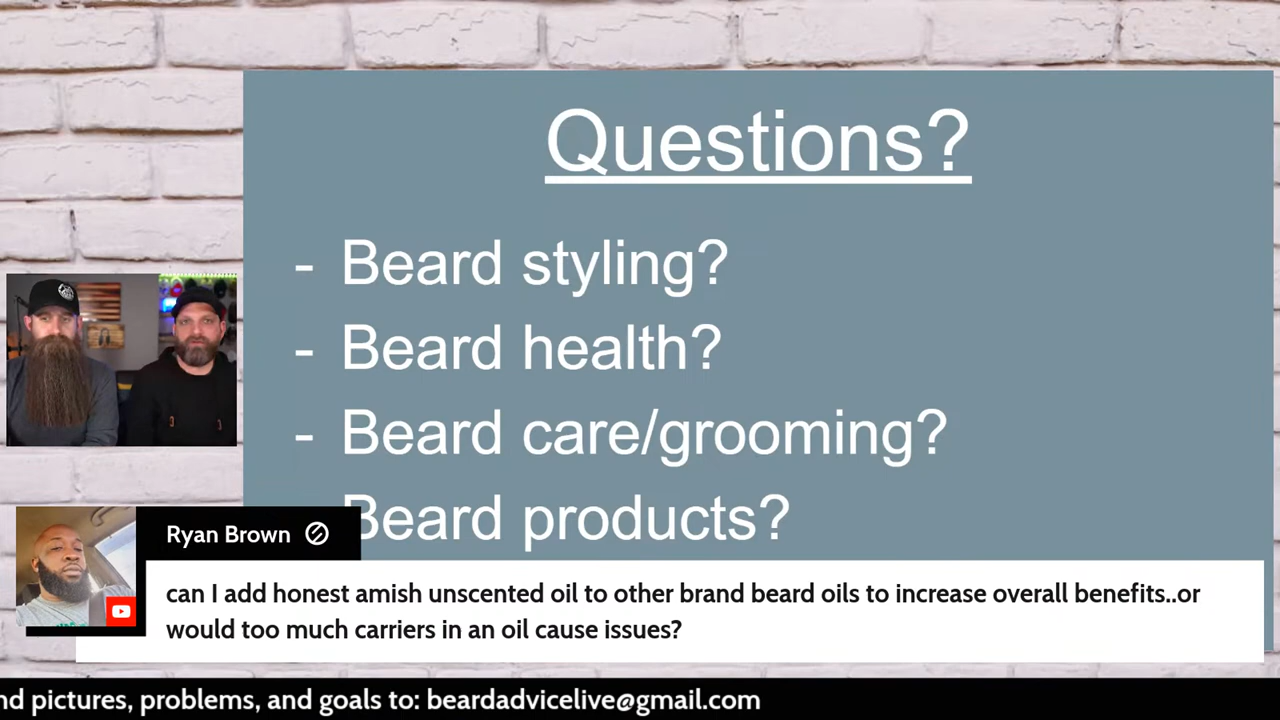 Questions?
- Beard styling?
- Beard health?
- Beard care/grooming?
Beard products?
Ryan Brown
can I add honest amish unscented oil to other brand beard oils to increase overall benefits..or
would too much carriers in an oil cause issues?
nd pictures, problems, and goals to: beardadvicelive@gmail.com